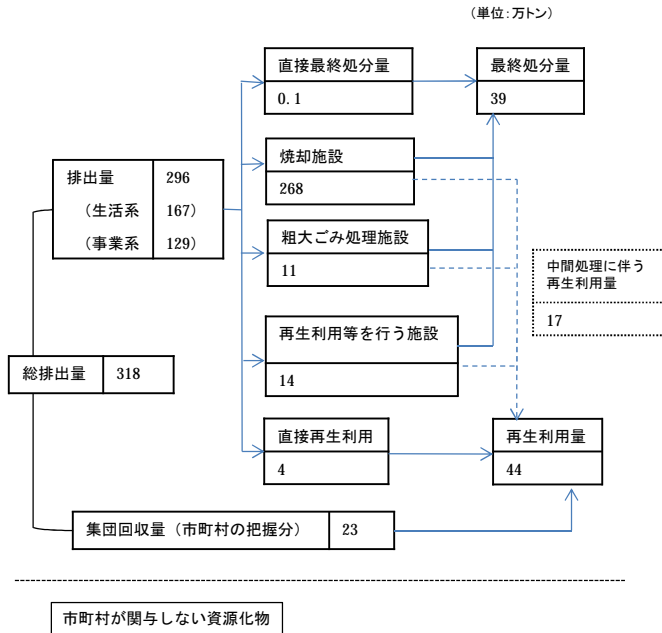 （単位：万トン）
直接最終処分量
0.1
最終処分量
39
焼却施設
268
排出量 296
（生活系 167）
（事業系 129）
粗大ごみ処理施設
11
中間処理に伴う
再生利用量
17
再生利用等を行う施設
14
総排出量 318
直接再生利用
4
再生利用量
44
集団回収量（市町村の把握分） 23
市町村が関与しない資源化物